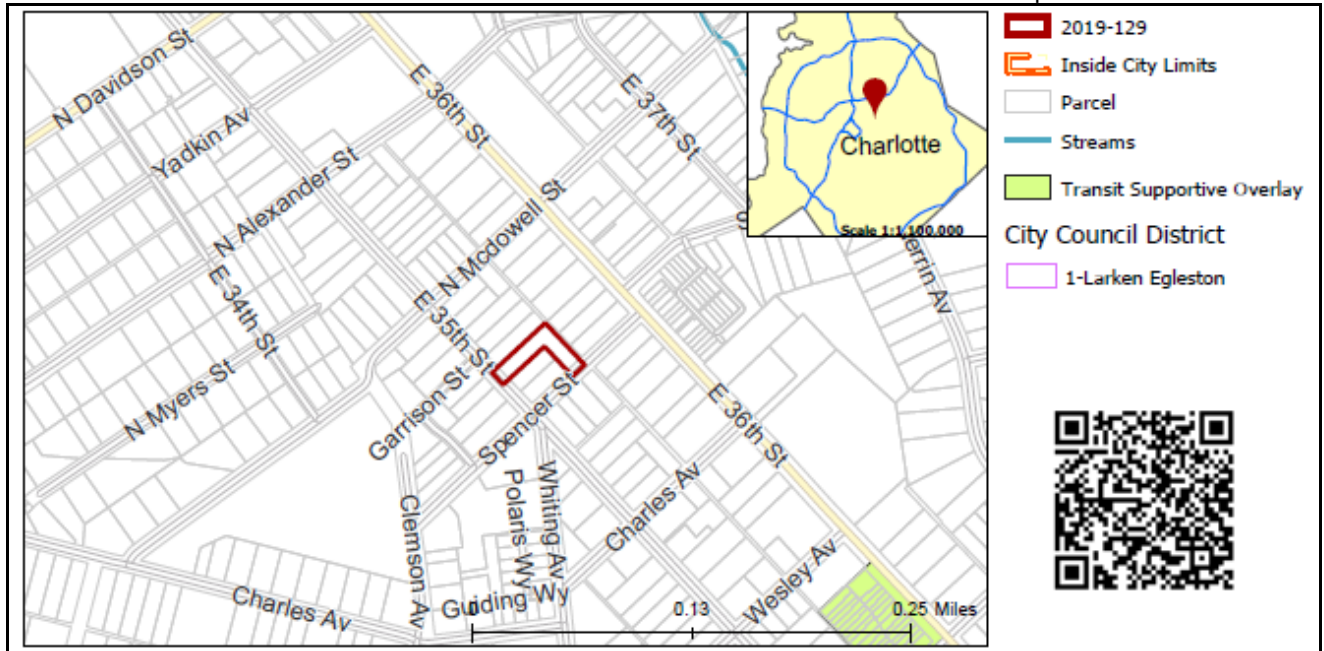 N Davidson St
Yadkin Av
N Alexander St
E 36th St
E 37th St
N Mcdowell St
E 34th St
E 35th St
N Myers St
Garrison St
Spencer St
Clemson Av
Polaris Wy
Whiting Av
Charles Av
E 36th St
Charles Av
Guiding Wy
Wesley Av
errin Av
S
Charlotte
Scale 1:1,100,000
0
0.13
0.25 Miles
2019-129
Inside City Limits
Parcel
Streams
Transit Supportive Overlay
City Council District
1-Larken Egleston